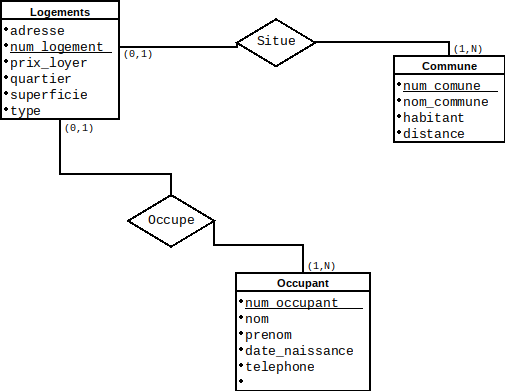 Logements
adresse
num_logement
prix_loyer
quartier
superficie
type
(0,1)
Situe
(1,N)
Commune
num_comune
nom_commune
habitant
distance
(0,1)
Occupe
(1,N)
Occupant
num_occupant
nom
prenom
date_naissance
telephone